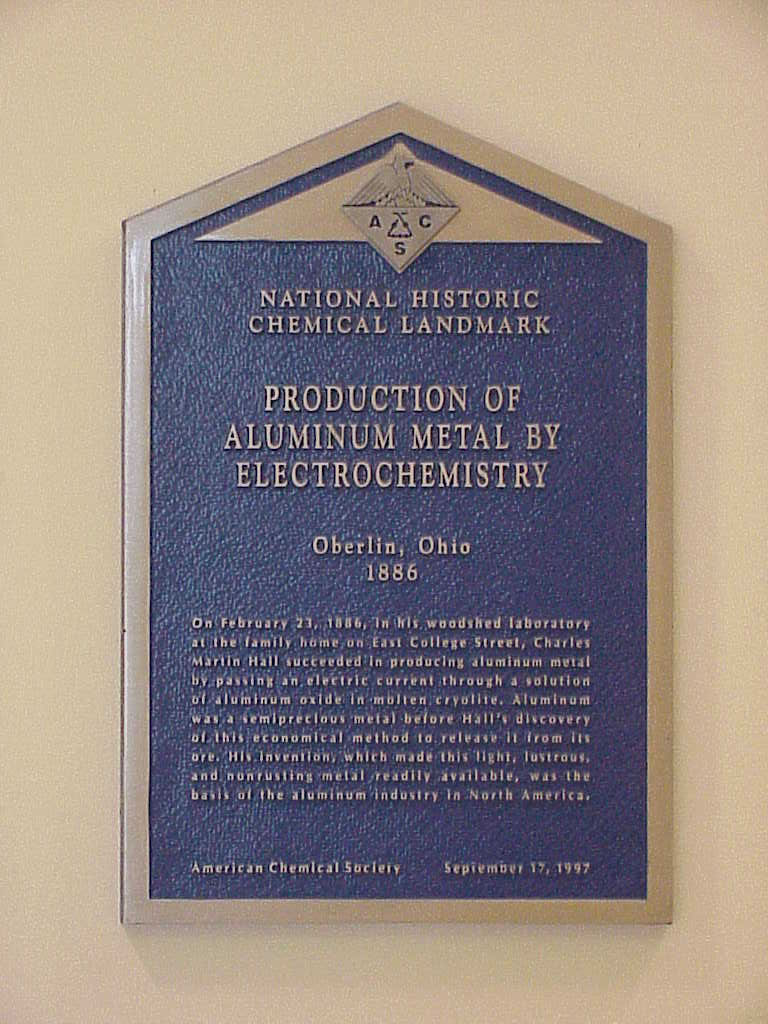 A C
S
NATIONAL HISTORIC
CHEMICAL LANDMARK
PRODUCTION OF
ALUMINUM METAL BY
ELECTROCHEMISTRY
Oberlin, Ohio
1886
On February 23, 1886, in his woodshed laboratory
at the family home on East College Street, Charles
Martin Hall succeeded in producing aluminum metal
by passing an electric current through a solution
of aluminum oxide in molten cryolite. Aluminum
was a semiprecious metal before Hall's discovery
of this economical method to release it from its
ore. His invention, which made this light, lustrous,
and nonrusting metal readily available, was the
basis of the aluminum industry in North America.
American Chemical Society September 17, 1997